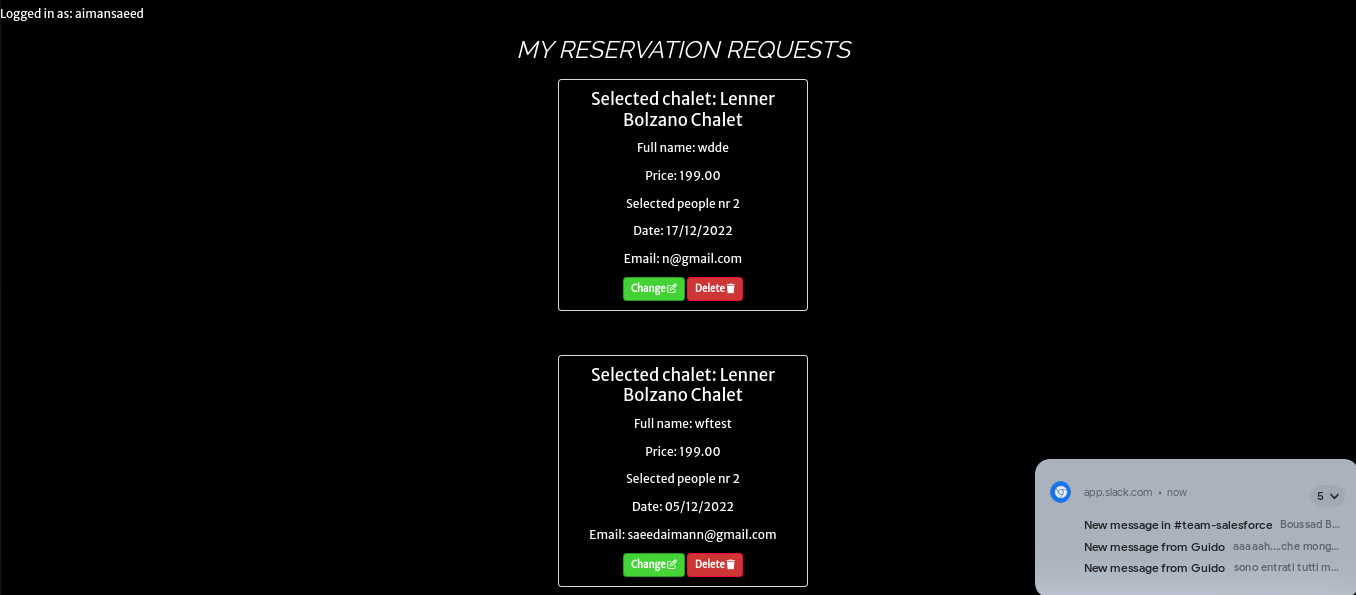 Logged in as: aimansaeed
MY RESERVATION REQUESTS
Selected chalet: Lenner
Bolzano Chalet
Full name: wdde
Price: 199.00
Selected people nr 2
Date: 17/12/2022
Email: n@gmail.com
Change Delete
Selected chalet: Lenner
Bolzano Chalet
Full name: wftest
Price: 199.00
Selected people nr 2
Date: 05/12/2022
Email: saeedaimann@gmail.com
Change Delete
app.slack.com • now 5
New message in #team-salesforce Boussad B...
New message from Guido aaaaah....che mong...
New message from Guido sono entrati tutti m...